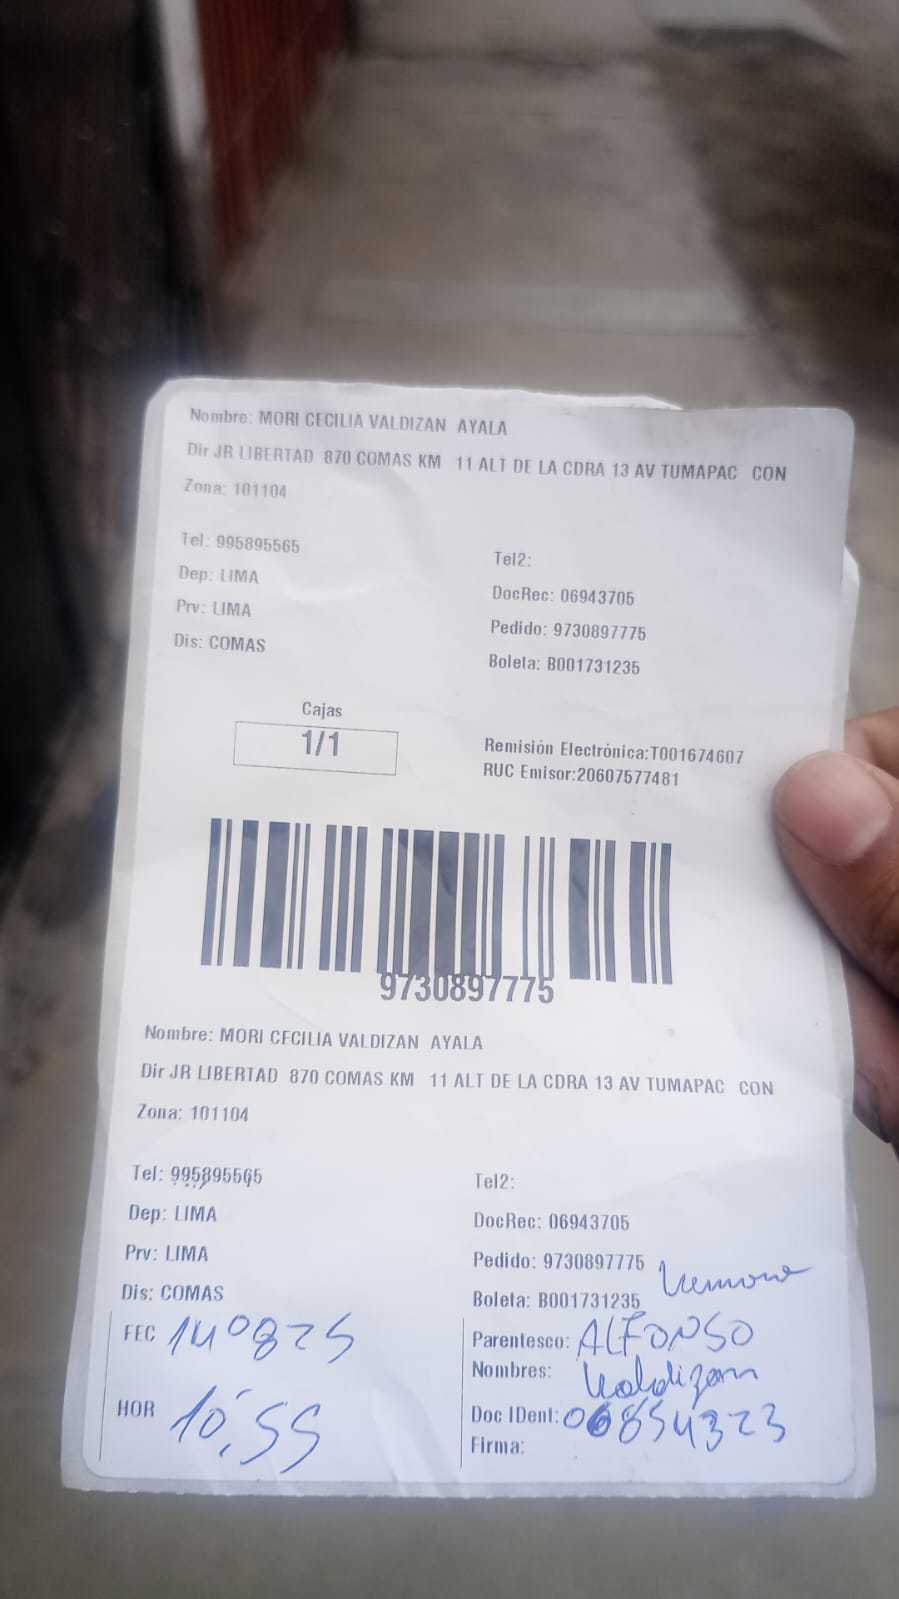 Nombre: MORI CECILIA VALDIZAN AYALA
Dir JR LIBERTAD 870 COMAS KM 11 ALT DE LA CDRA 13 AV TUMAPAC CON
Zona: 101104
Tel: 995895565
Tel2:
Dep: LIMA
DocRec: 06943705
Prv: LIMA
Pedido: 9730897775
Dis: COMAS
Boleta: B001731235
Cajas
1/1
Remisión Electrónica:T001674607
RUC Emisor:20607577481
9730897775
Nombre: MORI CECILIA VALDIZAN AYALA
Dir JR LIBERTAD 870 COMAS KM 11 ALT DE LA CDRA 13 AV TUMAPAC CON
Zona: 101104
Tel: 995895565
Tel2:
Dep: LIMA
DocRec: 06943705
Prv: LIMA
Pedido: 9730897775
Dis: COMAS
Boleta: B001731235
FEC 140825
Parentesco: ALFONSO
Nombres: Valdizan
HOR 10:55
Doc IDent: 06854323
Firma: